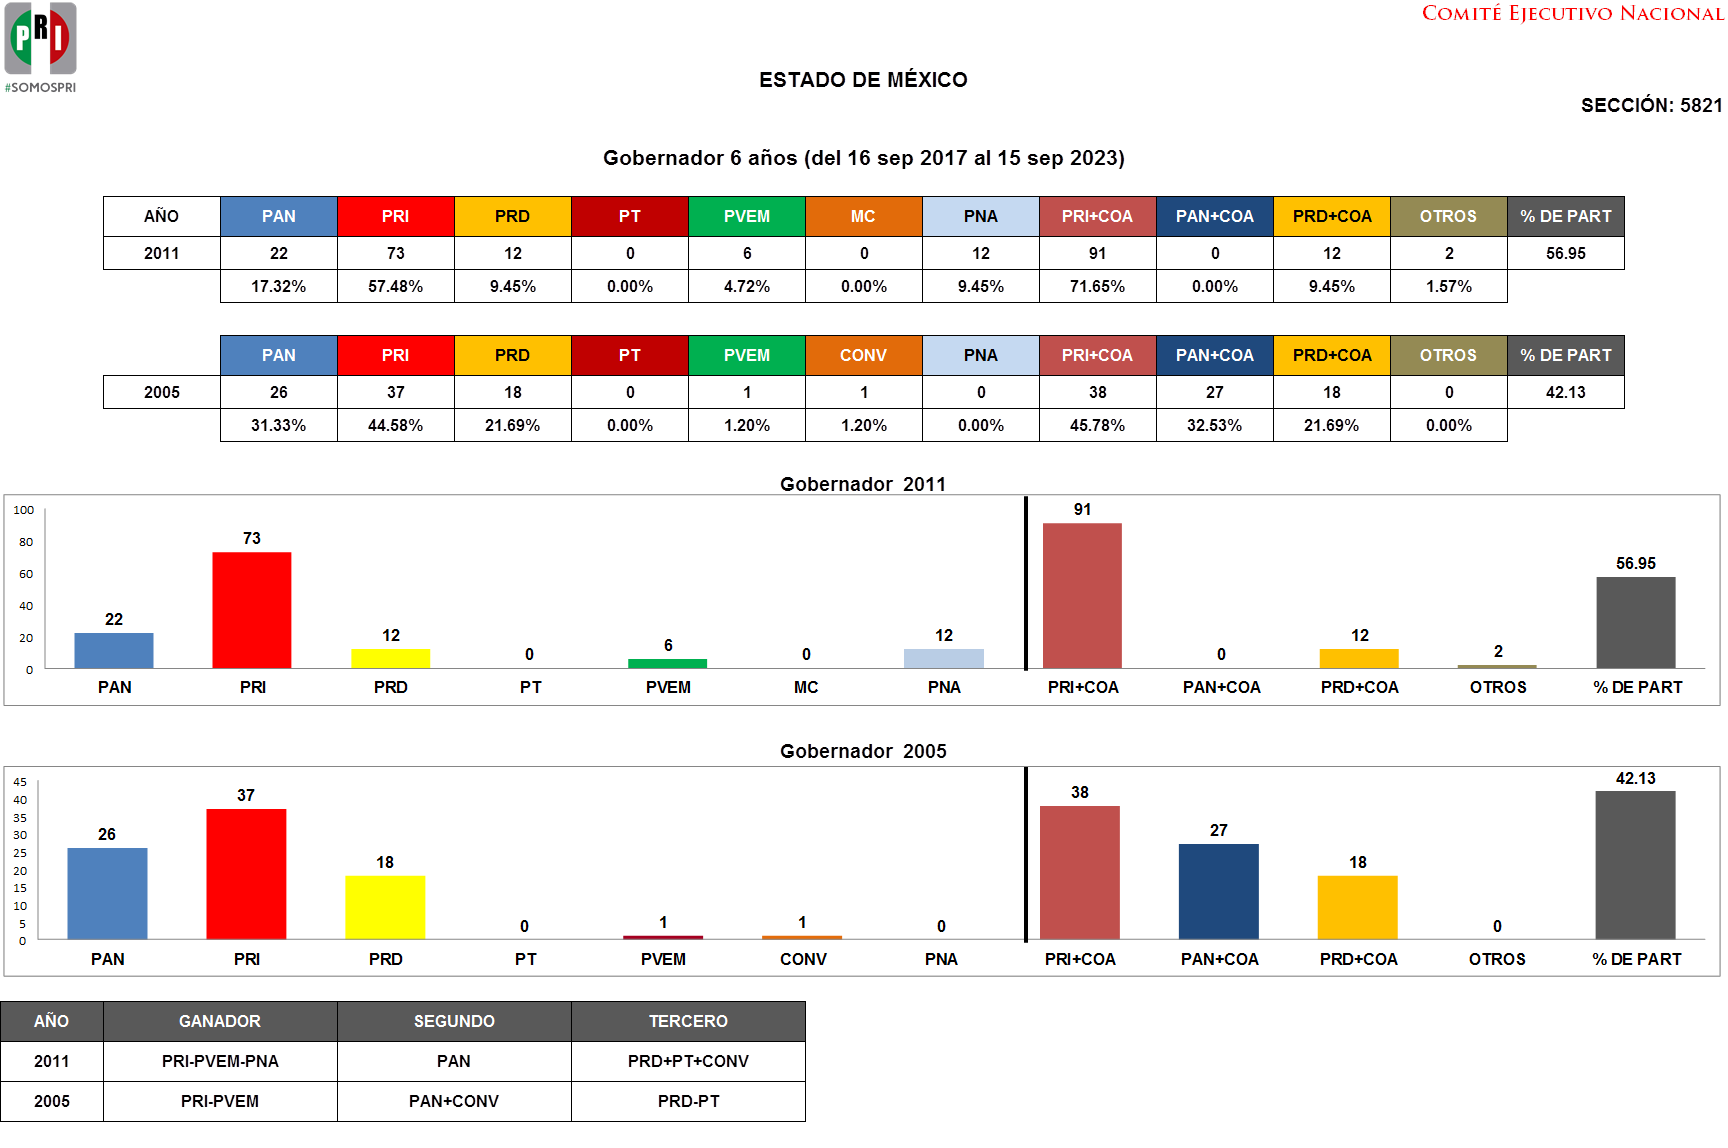 PRI
#SOMOSPRI
COMITÉ EJECUTIVO NACIONAL
ESTADO DE MÉXICO
SECCIÓN: 5821
Gobernador 6 años (del 16 sep 2017 al 15 sep 2023)
AÑO PAN PRI PRD PT PVEM MC PNA PRI+COA PAN+COA PRD+COA OTROS % DE PART
2011 22 73 12 0 6 0 12 91 0 12 2 56.95
17.32% 57.48% 9.45% 0.00% 4.72% 0.00% 9.45% 71.65% 0.00% 9.45% 1.57%
PAN PRI PRD PT PVEM CONV PNA PRI+COA PAN+COA PRD+COA OTROS % DE PART
2005 26 37 18 0 1 1 0 38 27 18 0 42.13
31.33% 44.58% 21.69% 0.00% 1.20% 1.20% 0.00% 45.78% 32.53% 21.69% 0.00%
Gobernador 2011
100
80
60
40
20
0
22 73 12 0 6 0 12 91 0 12 2 56.95
PAN PRI PRD PT PVEM MC PNA PRI+COA PAN+COA PRD+COA OTROS % DE PART
Gobernador 2005
45
40
35
30
25
20
15
10
5
0
26 37 18 0 1 1 0 38 27 18 0 42.13
PAN PRI PRD PT PVEM CONV PNA PRI+COA PAN+COA PRD+COA OTROS % DE PART
AÑO GANADOR SEGUNDO TERCERO
2011 PRI-PVEM-PNA PAN PRD+PT+CONV
2005 PRI-PVEM PAN+CONV PRD-PT